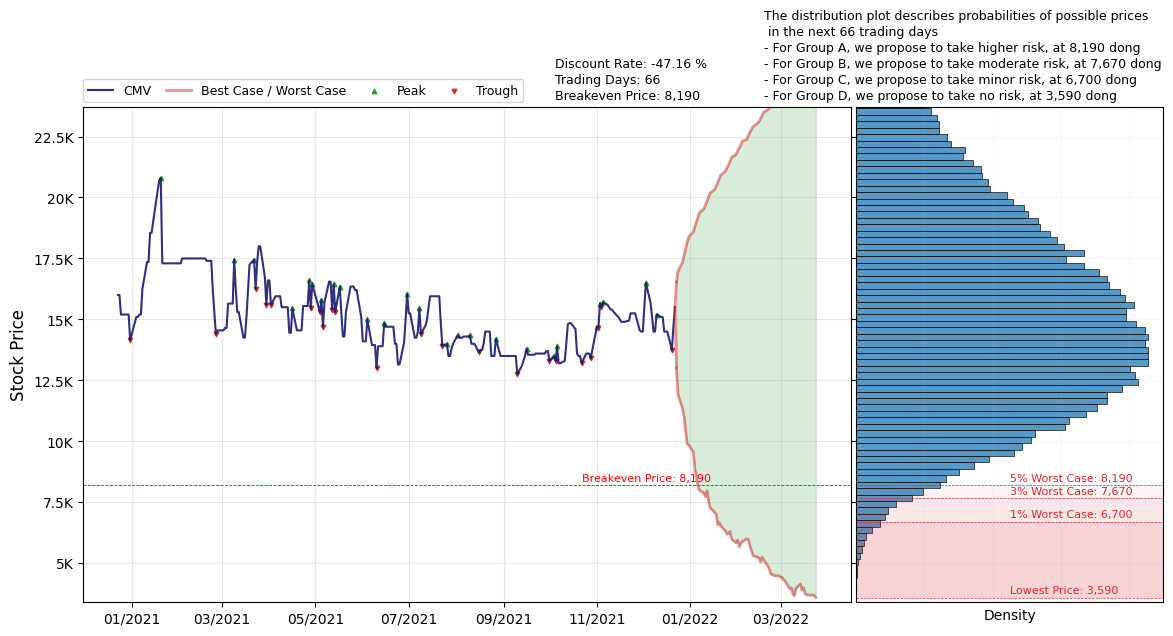 The distribution plot describes probabilities of possible prices
in the next 66 trading days
- For Group A, we propose to take higher risk, at 8,190 dong
- For Group B, we propose to take moderate risk, at 7,670 dong
- For Group C, we propose to take minor risk, at 6,700 dong
- For Group D, we propose to take no risk, at 3,590 dong
Discount Rate: -47.16 %
Trading Days: 66
Breakeven Price: 8,190
CMV Best Case / Worst Case Peak Trough
Stock Price
22.5K
20K
17.5K
15K
12.5K
10K
7.5K
5K
Breakeven Price: 8,190
5% Worst Case: 8,190
3% Worst Case: 7,670
1% Worst Case: 6,700
Lowest Price: 3,590
01/2021 03/2021 05/2021 07/2021 09/2021 11/2021 01/2022 03/2022
Density